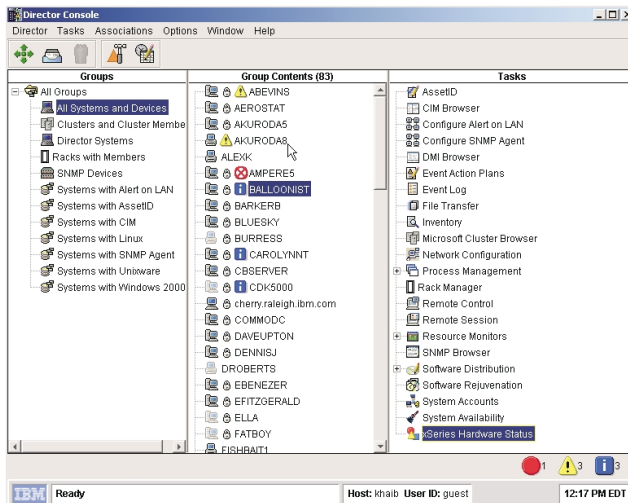 Director Console
Director Tasks Associations Options Window Help
Groups
All Groups
All Systems and Devices
Clusters and Cluster Membe
Director Systems
Racks with Members
SNMP Devices
Systems with Alert on LAN
Systems with AssetID
Systems with CIM
Systems with Linux
Systems with SNMP Agent
Systems with Unixware
Systems with Windows 2000
Group Contents (83)
ABEVINS
AEROSTAT
AKURODA5
AKURODA8
ALEXK
AMPERE5
BALLOONIST
BARKERB
BLUESKY
BURRESS
CAROLYNNT
CBSERVER
CDK5000
cherry.raleigh.ibm.com
COMMODC
DAVEUPTON
DENNISJ
DROBERTS
EBENEZER
EFITZGERALD
ELLA
FATBOY
FISHBAIT1
Tasks
AssetID
CIM Browser
Configure Alert on LAN
Configure SNMP Agent
DMI Browser
Event Action Plans
Event Log
File Transfer
Inventory
Microsoft Cluster Browser
Network Configuration
Process Management
Rack Manager
Remote Control
Remote Session
Resource Monitors
SNMP Browser
Software Distribution
Software Rejuvenation
System Accounts
System Availability
xSeries Hardware Status
1 3 3
IBM Ready Host: khaib User ID: guest 12:17 PM EDT